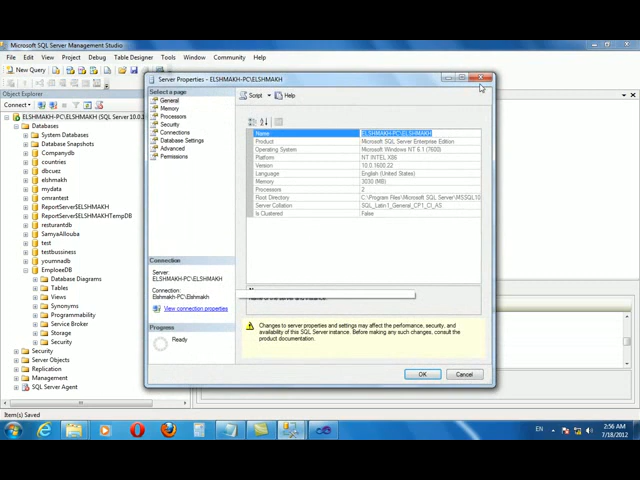 Microsoft SQL Server Management Studio
File Edit View Project Debug Tools Window Community Help
New Query
Object Explorer
Connect
ELSHMAKH-PC\ELSHMAKH (SQL Server 10.0.
Databases
System Databases
Database Snapshots
Companydb
countries
dbcuez
elshmakh
mydata
omrantest
ReportServer$ELSHMAKH
ReportServer$ELSHMAKHTempDB
resturantdb
SamyaAllouba
test
testbusiness
youmnadb
EmploeeDB
Database Diagrams
Tables
Views
Synonyms
Programmability
Service Broker
Storage
Security
Security
Server Objects
Replication
Management
SQL Server Agent
Server Properties - ELSHMAKH-PC\ELSHMAKH
Select a page
General
Memory
Processors
Security
Connections
Database Settings
Advanced
Permissions
Script Help
Name ELSHMAKH-PC\ELSHMAKH
Product Microsoft SQL Server Enterprise Edition
Operating System Microsoft Windows NT 6.1 (7600)
Platform NT INTEL X86
Version 10.0.1600.22
Language English (United States)
Memory 3030 (MB)
Processors 2
Root Directory C:\Program Files\Microsoft SQL Server\MSSQL10
Server Collation SQL_Latin1_General_CP1_CI_AS
Is Clustered False
Connection
Server:
ELSHMAKH-PC\ELSHMAKH
Connection:
Elshmakh-PC\Elshmakh
View connection properties
Progress
Ready
Changes to server properties and settings may affect the performance, security, and
availability of this SQL Server instance. Before making any such changes, consult the
product documentation.
OK Cancel
Item(s) Saved
EN
2:56 AM
7/18/2012